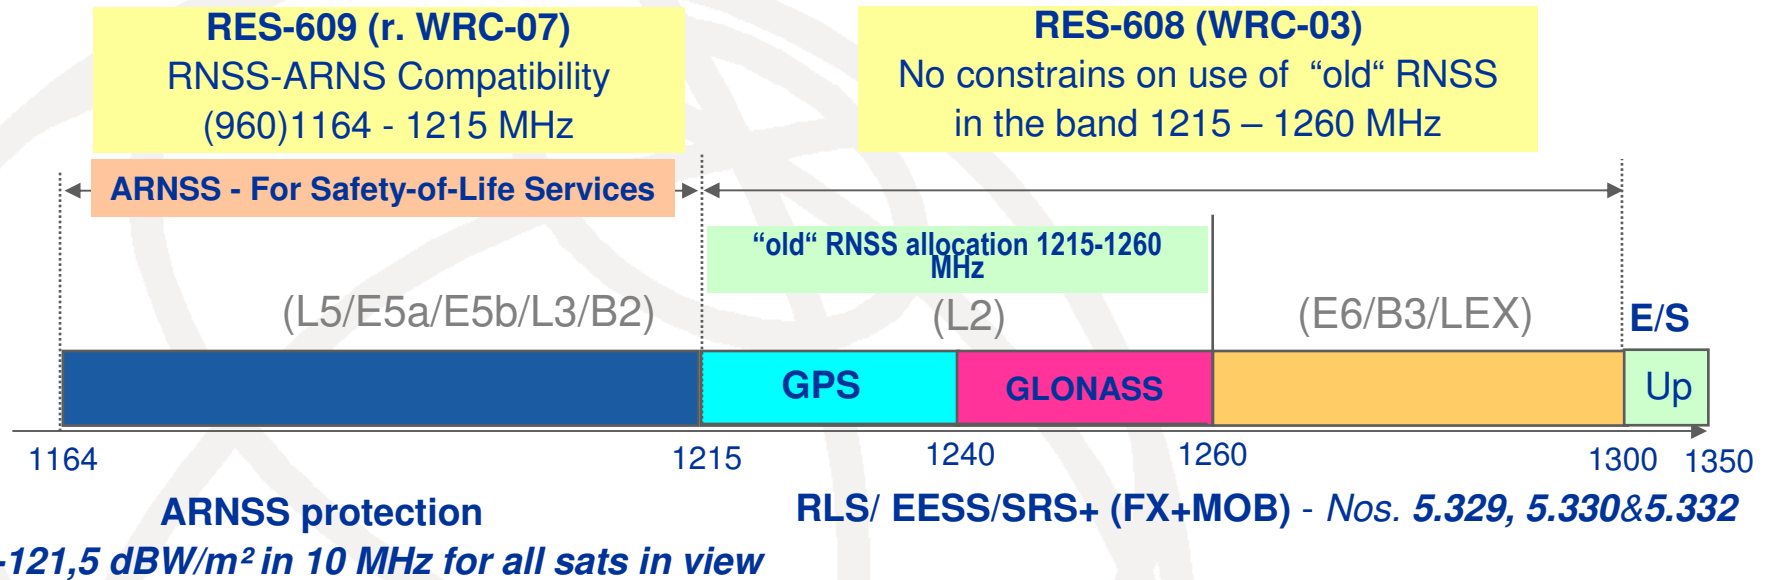 RES-609 (r. WRC-07)
RNSS-ARNS Compatibility
(960)1164 - 1215 MHz
RES-608 (WRC-03)
No constrains on use of “old“ RNSS
in the band 1215 – 1260 MHz
ARNSS - For Safety-of-Life Services
“old“ RNSS allocation 1215-1260
MHz
(L5/E5a/E5b/L3/B2)
(L2)
(E6/B3/LEX)
E/S
GPS
GLONASS
Up
1164
1215
1240
1260
1300
1350
ARNSS protection
-121,5 dBW/m² in 10 MHz for all sats in view
RLS/ EESS/SRS+ (FX+MOB) - Nos. 5.329, 5.330&5.332